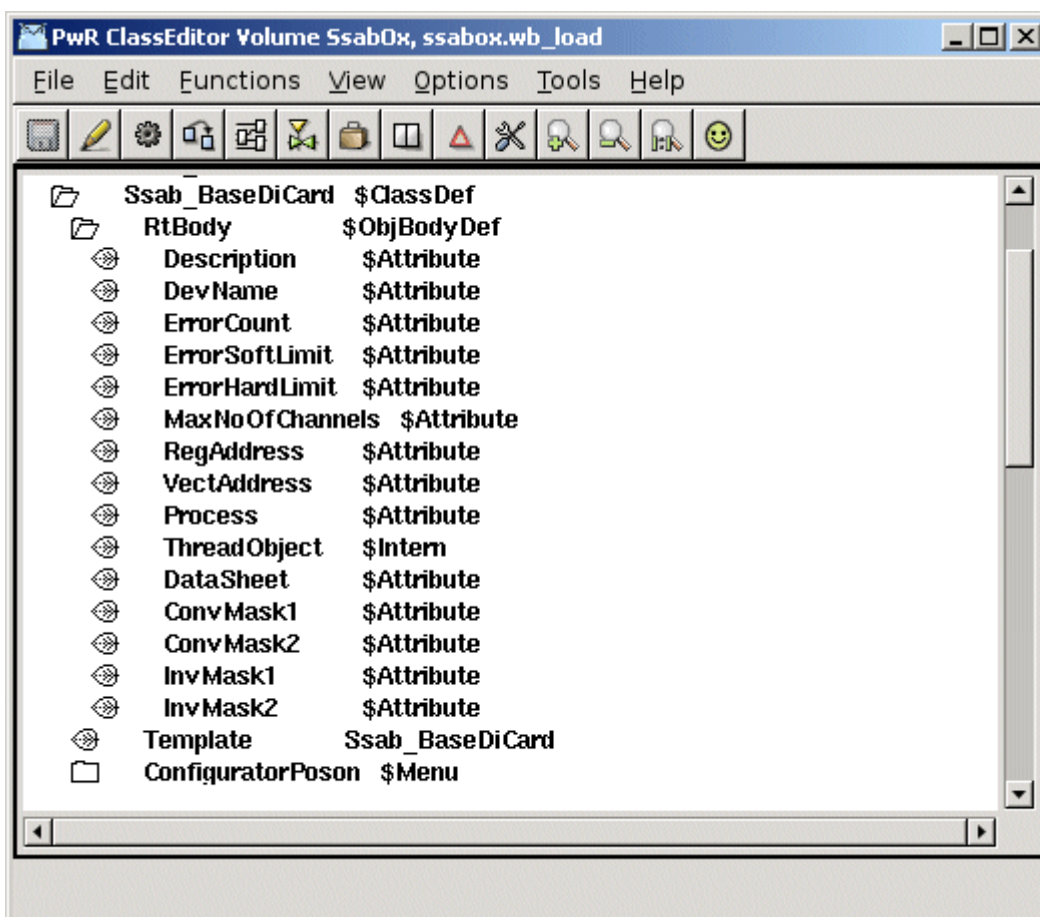 PwR ClassEditor Volume SsabOx, ssabox.wb_load
File Edit Functions View Options Tools Help
Ssab_BaseDiCard $ClassDef
RtBody $ObjBodyDef
Description $Attribute
DevName $Attribute
ErrorCount $Attribute
ErrorSoftLimit $Attribute
ErrorHardLimit $Attribute
MaxNoOfChannels $Attribute
RegAddress $Attribute
VectAddress $Attribute
Process $Attribute
ThreadObject $Intern
DataSheet $Attribute
ConvMask1 $Attribute
ConvMask2 $Attribute
InvMask1 $Attribute
InvMask2 $Attribute
Template Ssab_BaseDiCard
ConfiguratorPoson $Menu